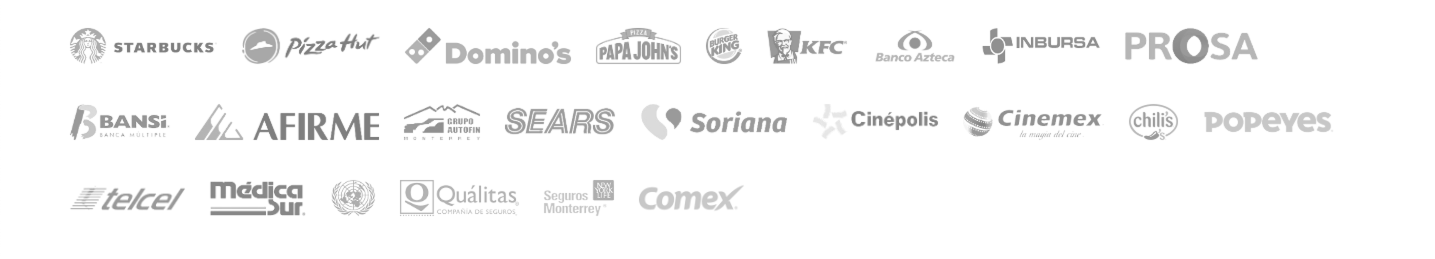 STARBUCKS Pizza Hut Domino's PIZZA PAPA JOHN'S BURGER KING KFC Banco Azteca INBURSA PROSA
BANSI BANCA MÚLTIPLE AFIRME GRUPO AUTOFIN MONTERREY SEARS Soriana Cinépolis Cinemex la magia del cine chili's POPEYES
telcel médica sur Q Quálitas COMPAÑÍA DE SEGUROS Seguros Monterrey NEW YORK LIFE Comex